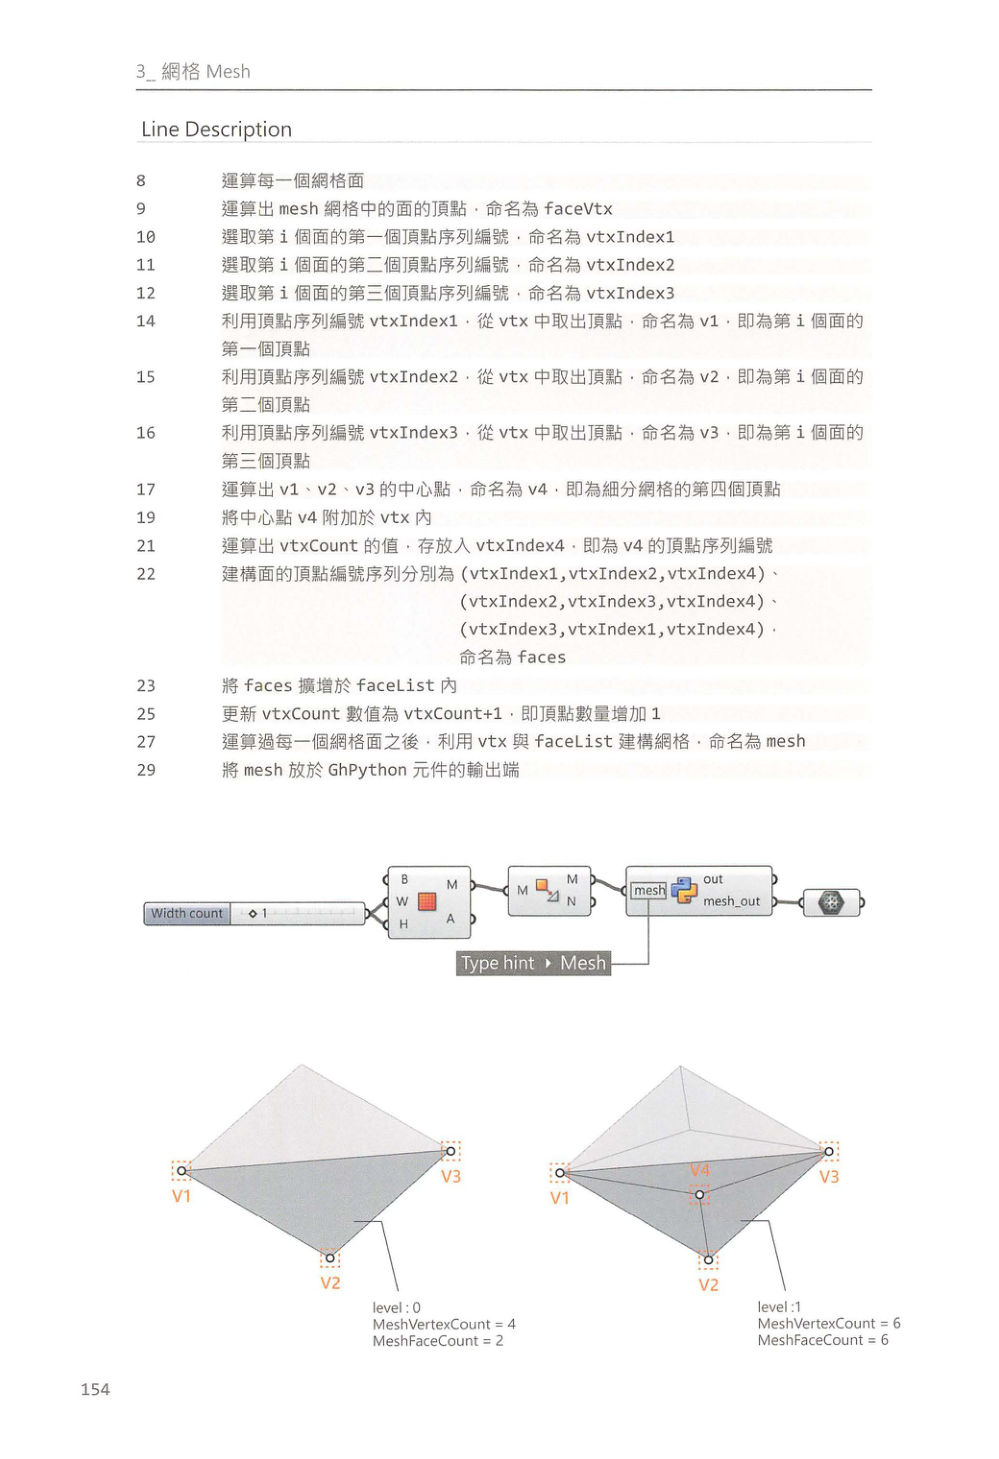 3_ 網格 Mesh
Line Description
8 運算每一個網格面
9 運算出 mesh 網格中的面的頂點，命名為 faceVtx
10 選取第 i 個面的第一個頂點序列編號，命名為 vtxIndex1
11 選取第 i 個面的第二個頂點序列編號，命名為 vtxIndex2
12 選取第 i 個面的第三個頂點序列編號，命名為 vtxIndex3
14 利用頂點序列編號 vtxIndex1，從 vtx 中取出頂點，命名為 v1，即為第 i 個面的
第一個頂點
15 利用頂點序列編號 vtxIndex2，從 vtx 中取出頂點，命名為 v2，即為第 i 個面的
第二個頂點
16 利用頂點序列編號 vtxIndex3，從 vtx 中取出頂點，命名為 v3，即為第 i 個面的
第三個頂點
17 運算出 v1、v2、v3 的中心點，命名為 v4，即為細分網格的第四個頂點
19 將中心點 v4 附加於 vtx 內
21 運算出 vtxCount 的值，存放入 vtxIndex4，即為 v4 的頂點序列編號
22 建構面的頂點編號序列分別為 (vtxIndex1,vtxIndex2,vtxIndex4)、
(vtxIndex2,vtxIndex3,vtxIndex4)、
(vtxIndex3,vtxIndex1,vtxIndex4)，
命名為 faces
23 將 faces 擴增於 faceList 內
25 更新 vtxCount 數值為 vtxCount+1，即頂點數量增加 1
27 運算過每一個網格面之後，利用 vtx 與 faceList 建構網格，命名為 mesh
29 將 mesh 放於 GhPython 元件的輸出端
Width count ◇ 1
B
W
H
M
A
M
M
N
mesh
out
mesh_out
Type hint ▸ Mesh
V1
V3
V2
level : 0
MeshVertexCount = 4
MeshFaceCount = 2
V4
V1
V3
V2
level :1
MeshVertexCount = 6
MeshFaceCount = 6
154